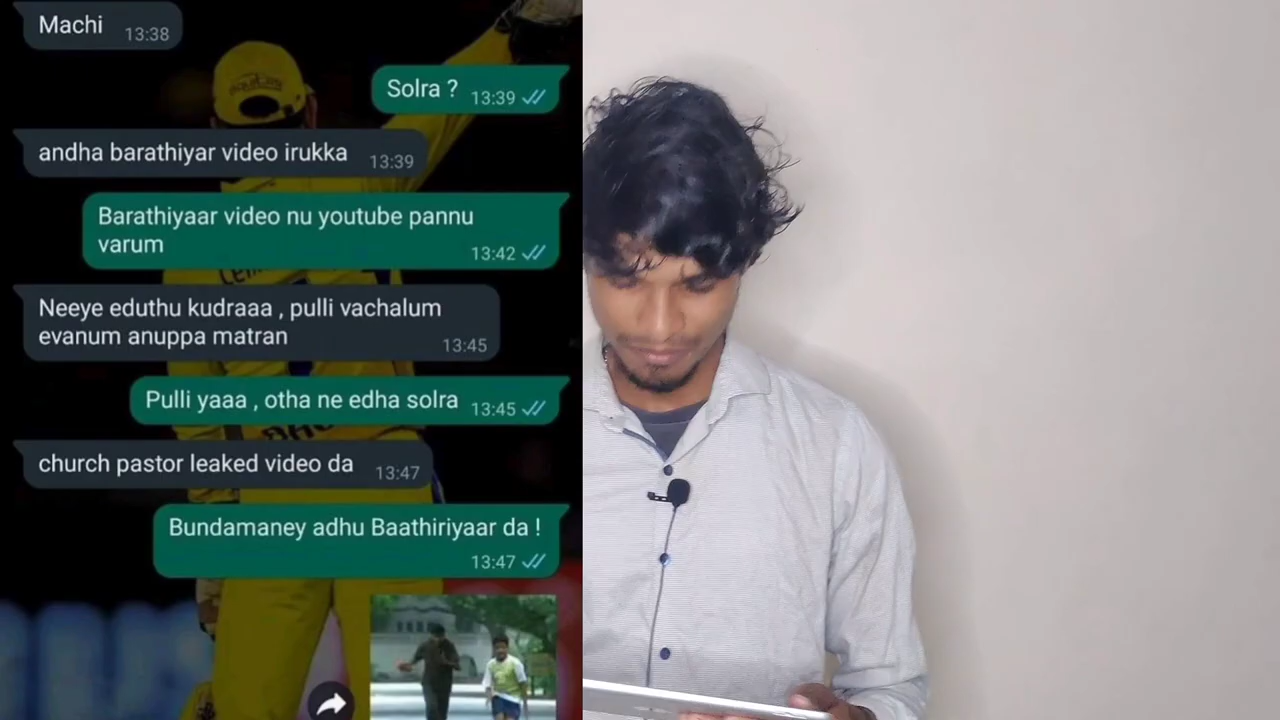 Machi 13:38
Solra ? 13:39
andha barathiyar video irukka 13:39
Barathiyaar video nu youtube pannu
varum 13:42
Neeye eduthu kudraaa , pulli vachalum
evanum anuppa matran 13:45
Pulli yaaa , otha ne edha solra 13:45
church pastor leaked video da 13:47
Bundamaney adhu Baathiriyaar da !
13:47